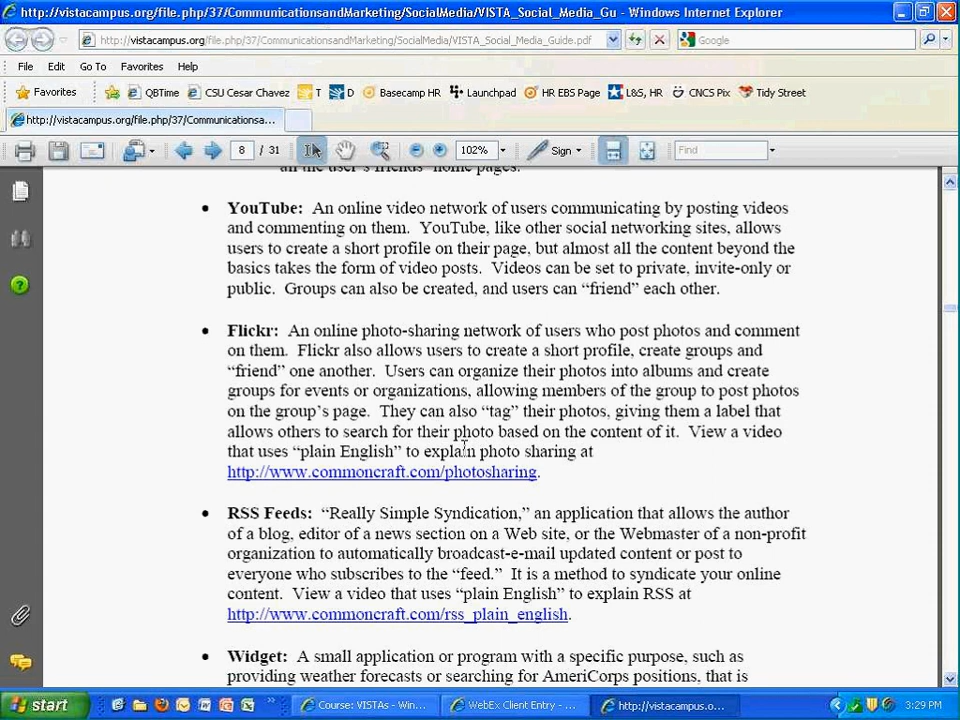 http://vistacampus.org/file.php/37/CommunicationsandMarketing/SocialMedia/VISTA_Social_Media_Gu - Windows Internet Explorer
http://vistacampus.org/file.php/37/CommunicationsandMarketing/SocialMedia/VISTA_Social_Media_Guide.pdf
Google
File Edit Go To Favorites Help
Favorites QBTime CSU Cesar Chavez T D Basecamp HR Launchpad HR EBS Page L&S, HR CNCS Pix Tidy Street
http://vistacampus.org/file.php/37/Communicationsa...
8 / 31 102% Sign Find
all the user's friends' home pages.
• YouTube: An online video network of users communicating by posting videos
and commenting on them. YouTube, like other social networking sites, allows
users to create a short profile on their page, but almost all the content beyond the
basics takes the form of video posts. Videos can be set to private, invite-only or
public. Groups can also be created, and users can “friend” each other.
• Flickr: An online photo-sharing network of users who post photos and comment
on them. Flickr also allows users to create a short profile, create groups and
“friend” one another. Users can organize their photos into albums and create
groups for events or organizations, allowing members of the group to post photos
on the group’s page. They can also “tag” their photos, giving them a label that
allows others to search for their photo based on the content of it. View a video
that uses “plain English” to explain photo sharing at
http://www.commoncraft.com/photosharing.
• RSS Feeds: “Really Simple Syndication,” an application that allows the author
of a blog, editor of a news section on a Web site, or the Webmaster of a non-profit
organization to automatically broadcast-e-mail updated content or post to
everyone who subscribes to the “feed.” It is a method to syndicate your online
content. View a video that uses “plain English” to explain RSS at
http://www.commoncraft.com/rss_plain_english.
• Widget: A small application or program with a specific purpose, such as
providing weather forecasts or searching for AmeriCorps positions, that is
start Course: VISTAs - Win... WebEx Client Entry - ... http://vistacampus.o... 3:29 PM